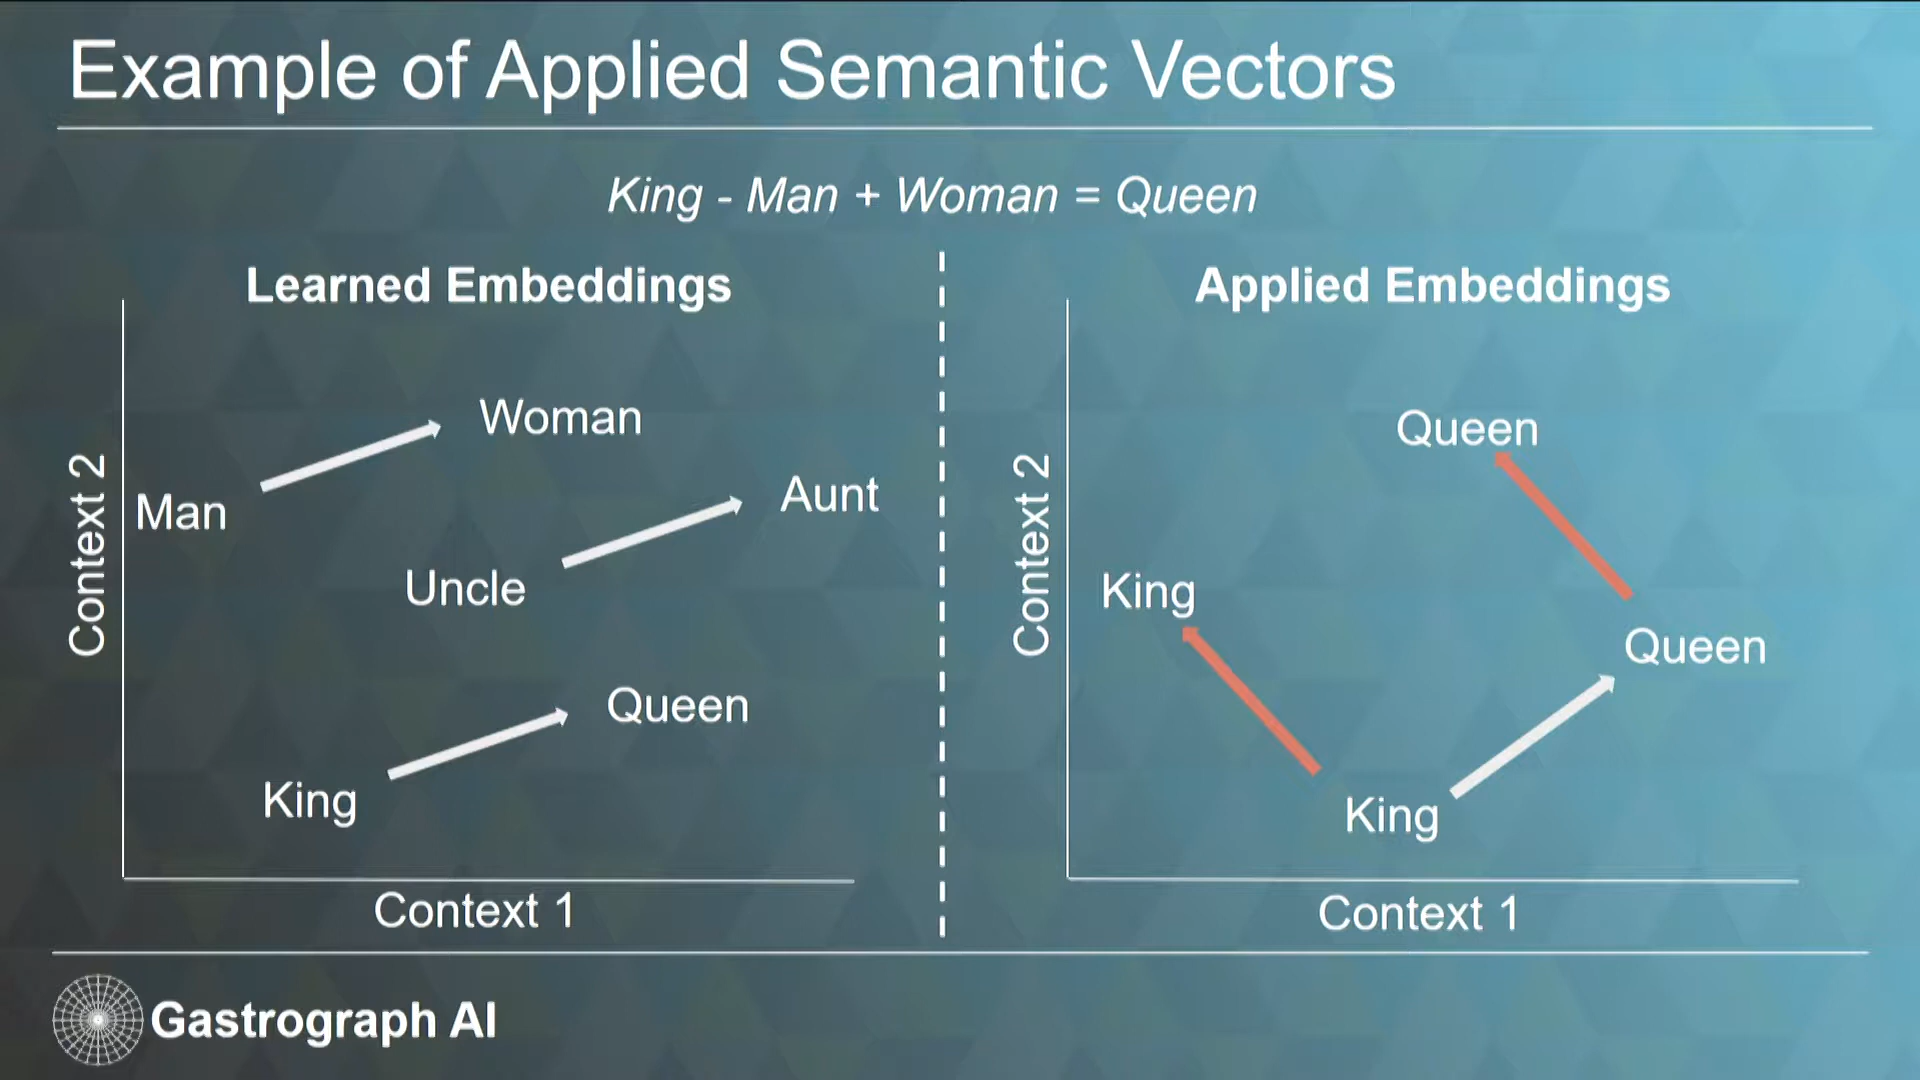 Example of Applied Semantic Vectors
King - Man + Woman = Queen
Learned Embeddings
Context 2
Woman
Man
Aunt
Uncle
Queen
King
Context 1
Applied Embeddings
Context 2
Queen
King
Queen
King
Context 1
Gastrograph AI